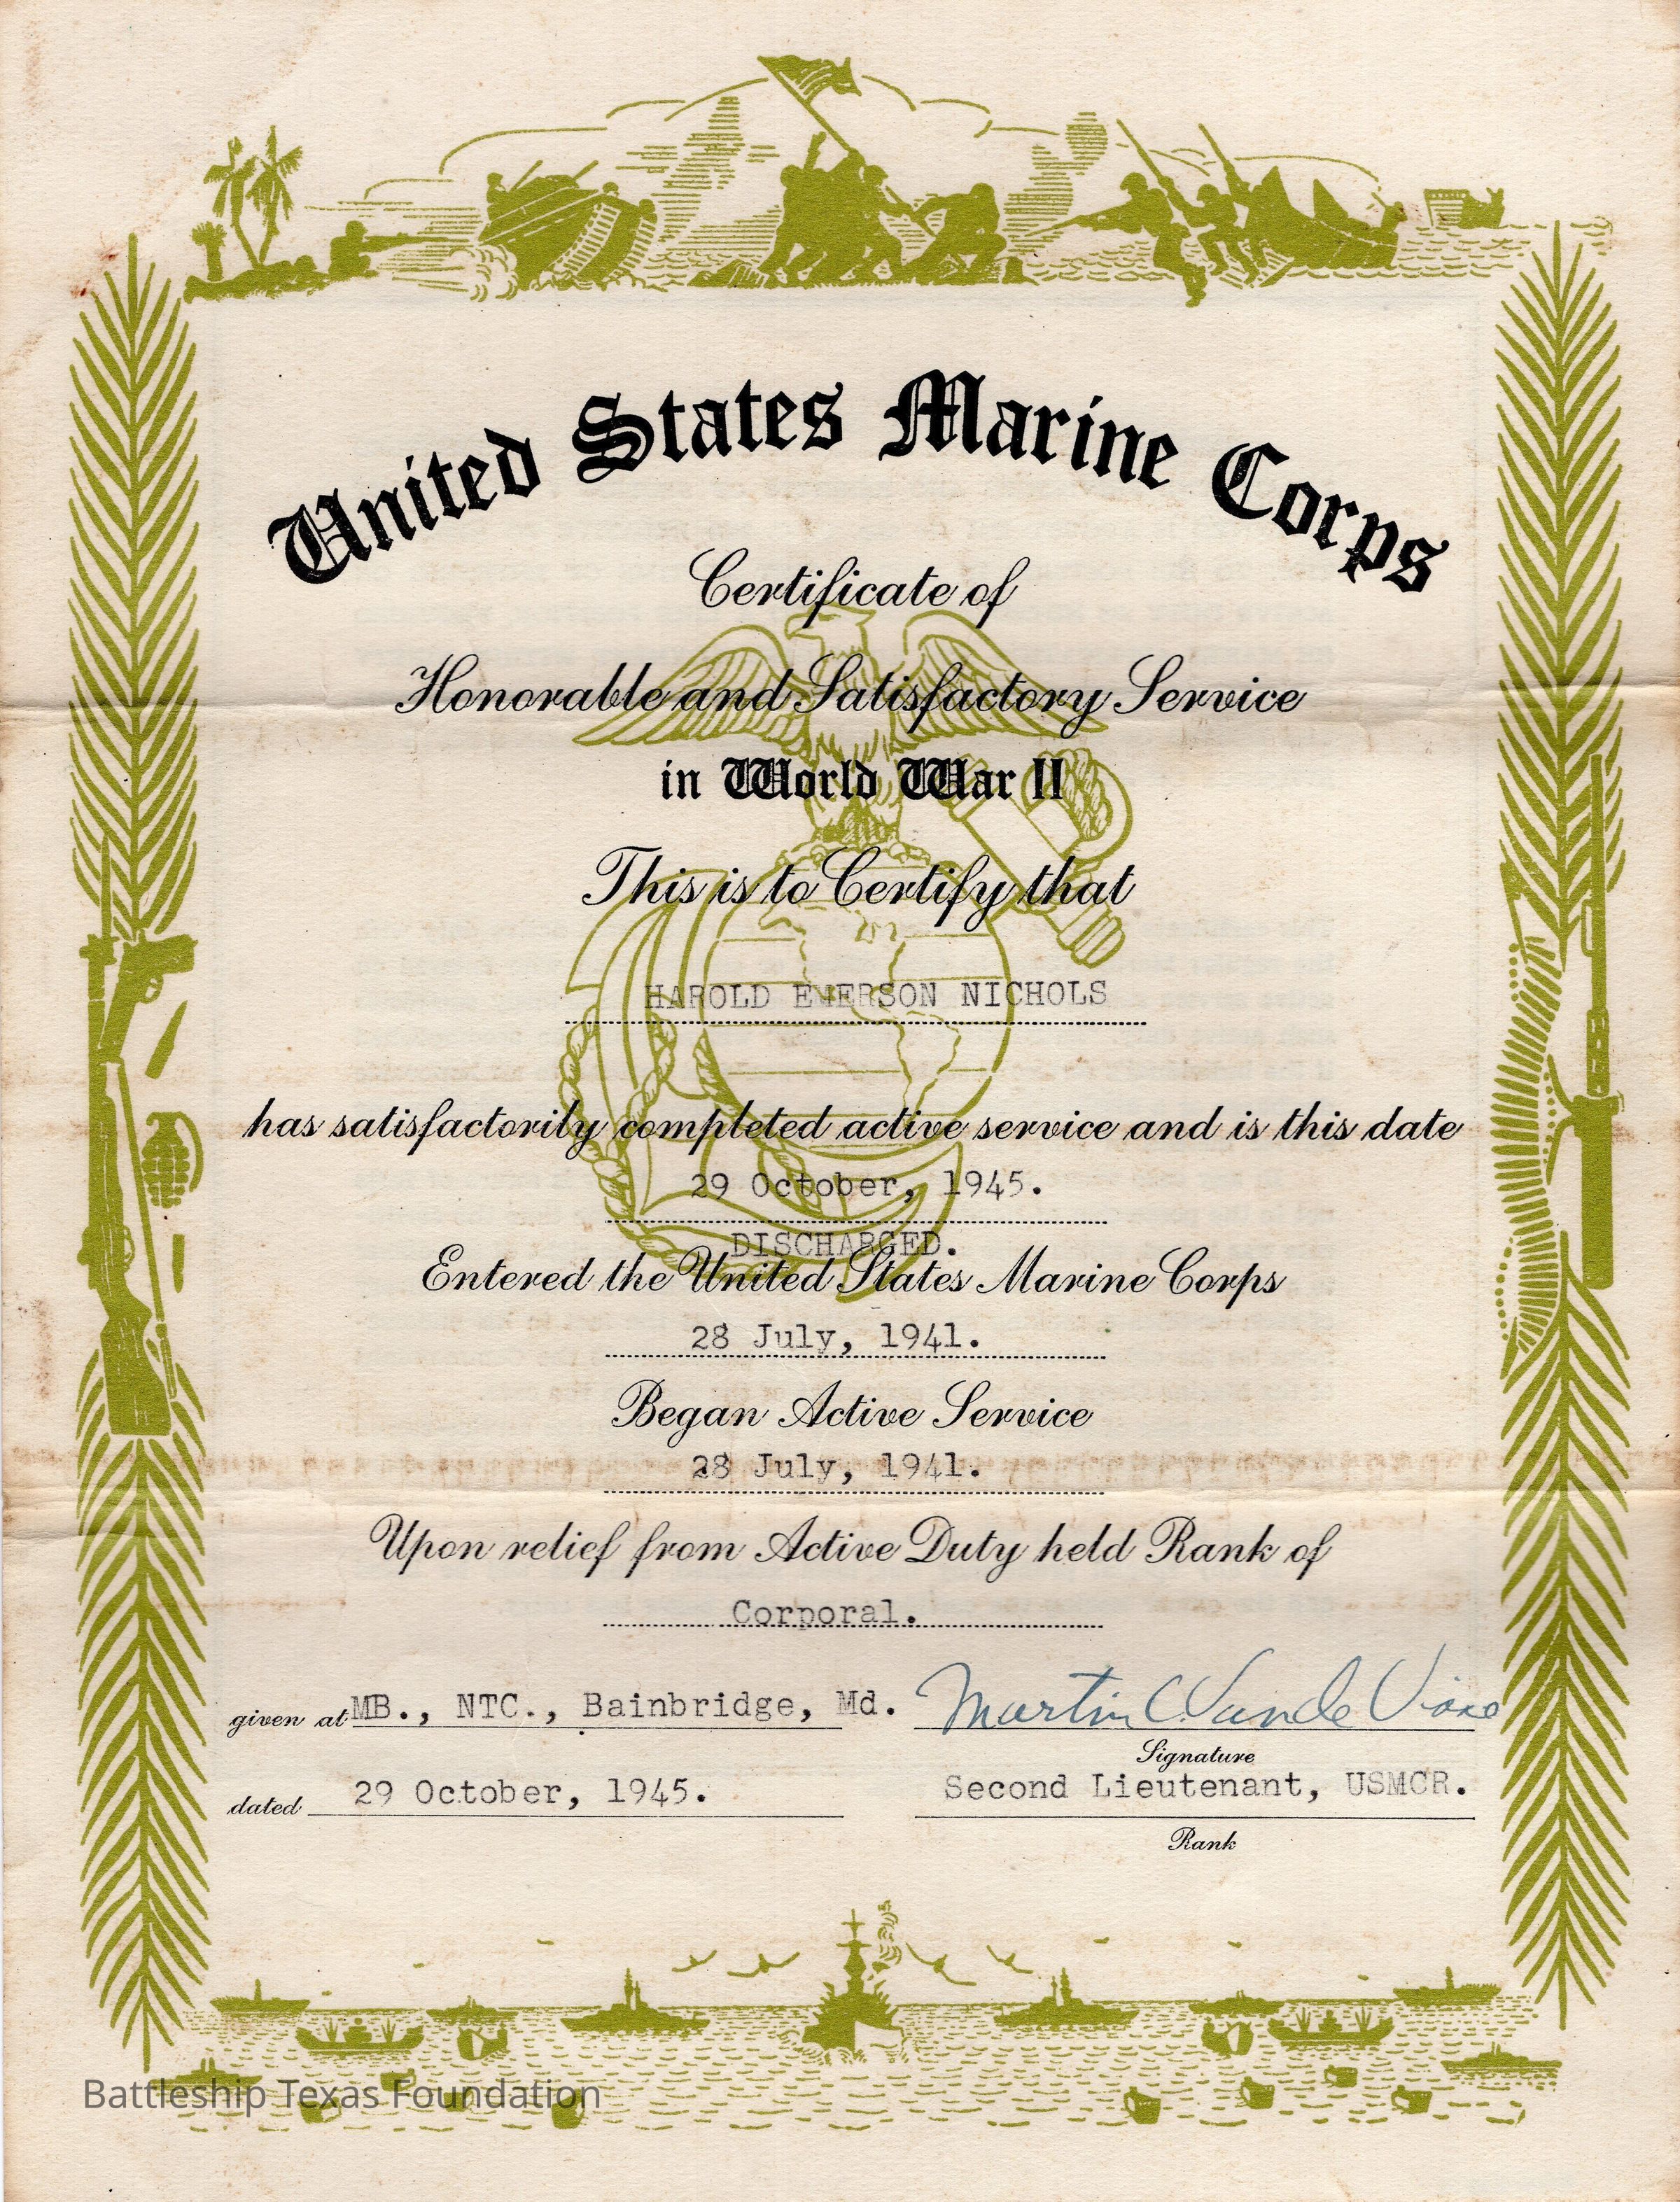 United States Marine Corps
Certificate of
Honorable and Satisfactory Service
in World War II
This is to Certify that
HAROLD EMERSON NICHOLS
has satisfactorily completed active service and is this date
29 October, 1945.
DISCHARGED.
Entered the United States Marine Corps
28 July, 1941.
Began Active Service
28 July, 1941.
Upon relief from Active Duty held Rank of
Corporal.
given at MB., NTC., Bainbridge, Md. Martin C.
Signature
dated 29 October, 1945. Second Lieutenant, USMCR.
Rank
Battleship Texas Foundation